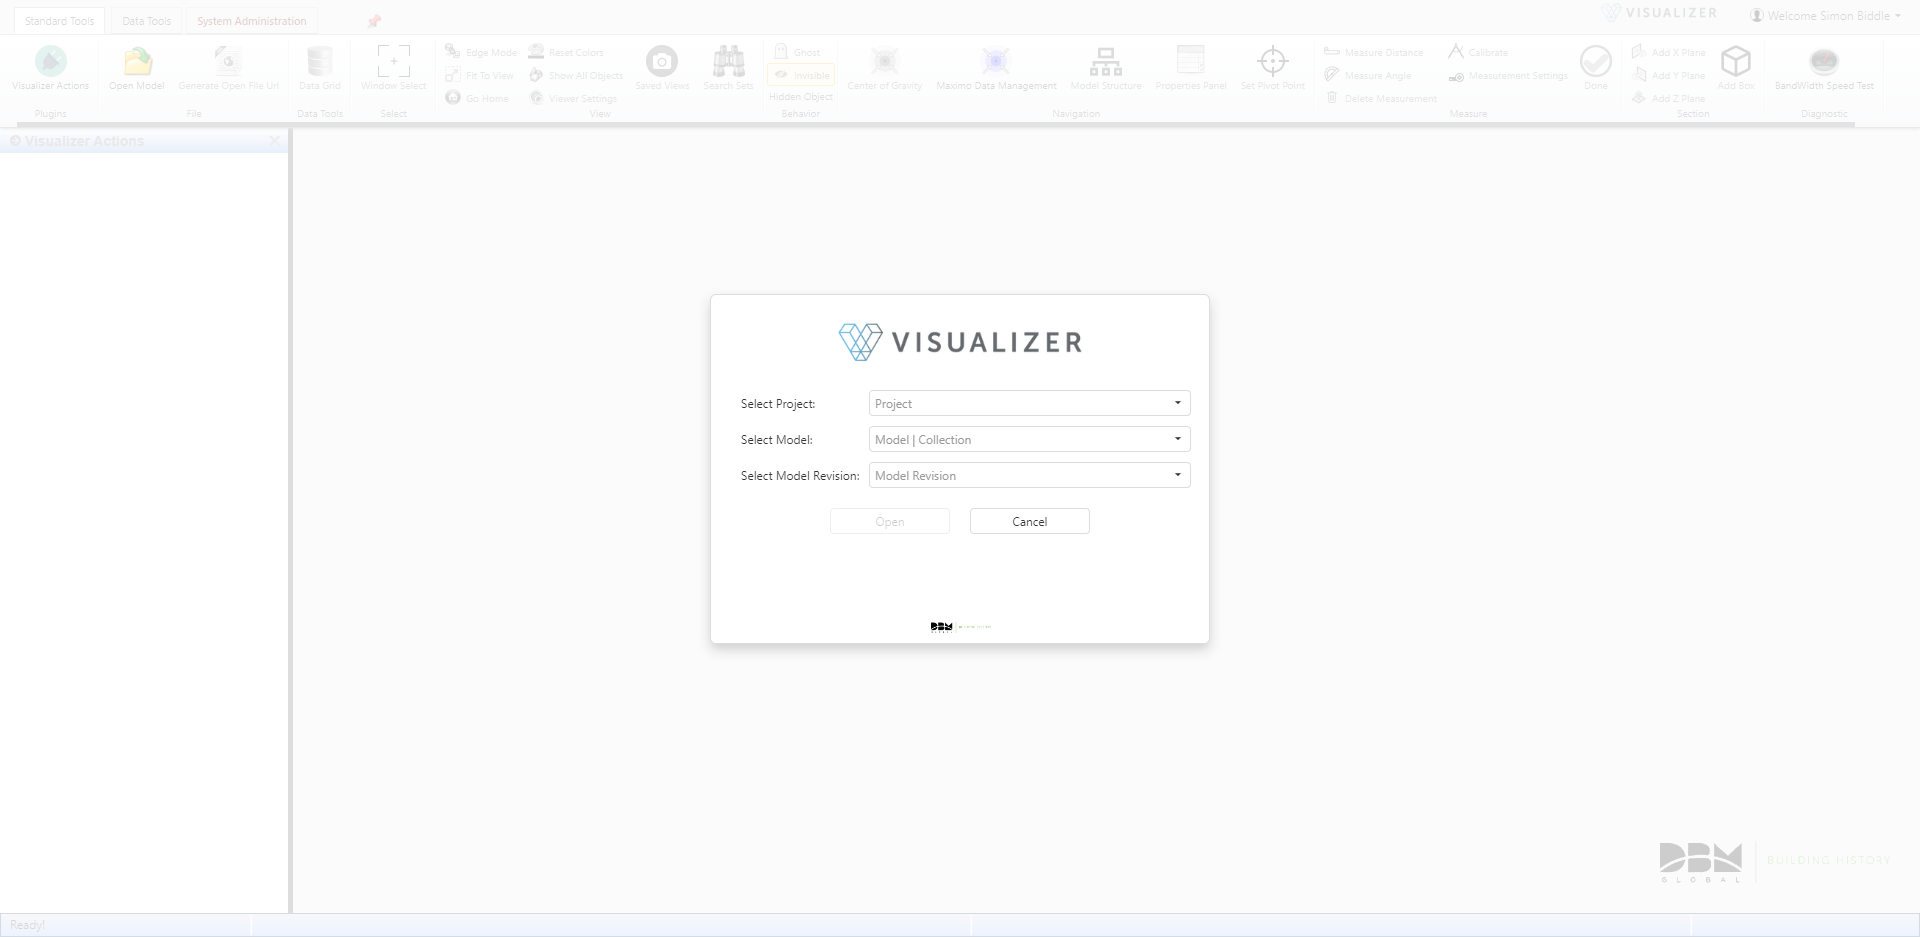 Standard Tools
Data Tools
System Administration
VISUALIZER
Welcome Simon Biddle
Visualizer Actions
Plugins
Open Model
Generate Open File Url
File
Data Grid
Data Tools
Window Select
Select
Edge Mode
Fit To View
Go Home
Reset Colors
Show All Objects
Viewer Settings
Saved Views
Search Sets
View
Ghost
Invisible
Hidden Object
Behavior
Center of Gravity
Maximo Data Management
Model Structure
Properties Panel
Set Pivot Point
Navigation
Measure Distance
Measure Angle
Delete Measurement
Calibrate
Measurement Settings
Done
Measure
Add X Plane
Add Y Plane
Add Z Plane
Add Box
Section
BandWidth Speed Test
Diagnostic
Visualizer Actions
VISUALIZER
Select Project:
Project
Select Model:
Model | Collection
Select Model Revision:
Model Revision
Open
Cancel
DBM
DBM
GLOBAL
BUILDING HISTORY
Ready!